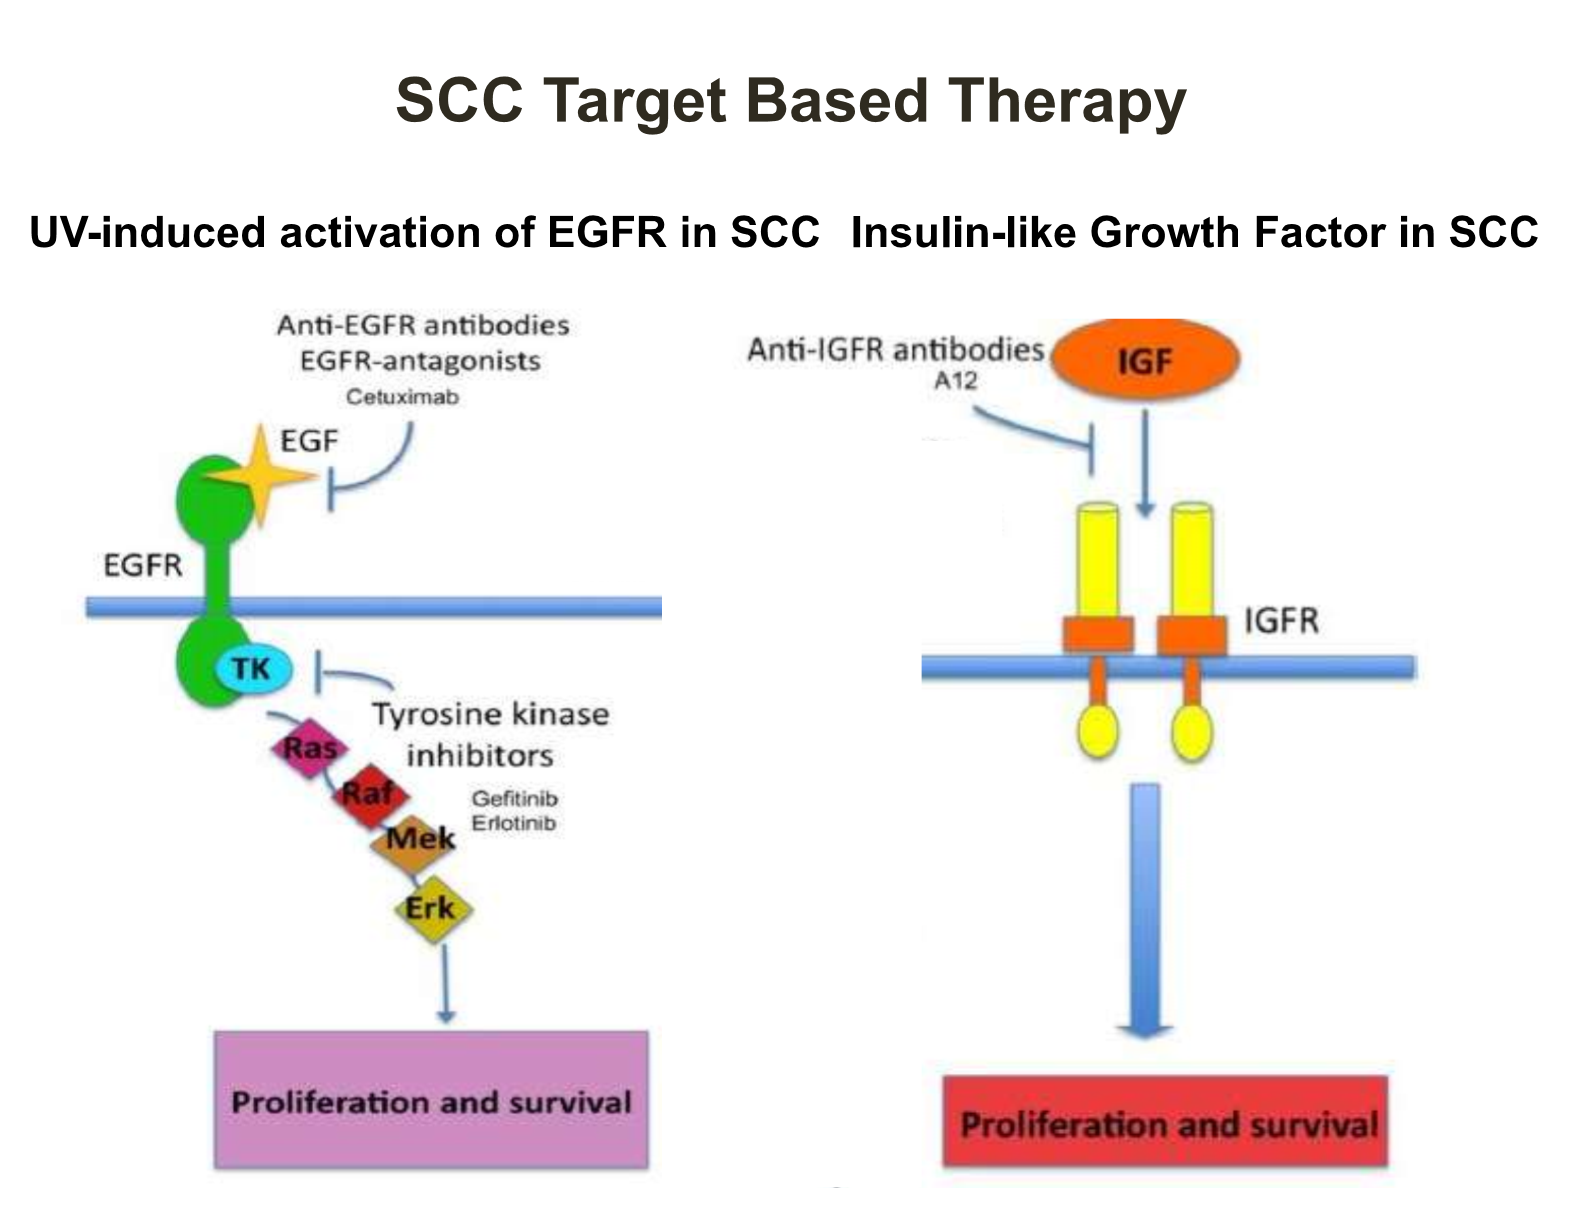 SCC Target Based Therapy
UV-induced activation of EGFR in SCC
Anti-EGFR antibodies
EGFR-antagonists
Cetuximab
EGF
EGFR
TK
Tyrosine kinase
inhibitors
Gefitinib
Erlotinib
Ras
Raf
Mek
Erk
Proliferation and survival
Insulin-like Growth Factor in SCC
Anti-IGFR antibodies
A12
IGF
IGFR
Proliferation and survival